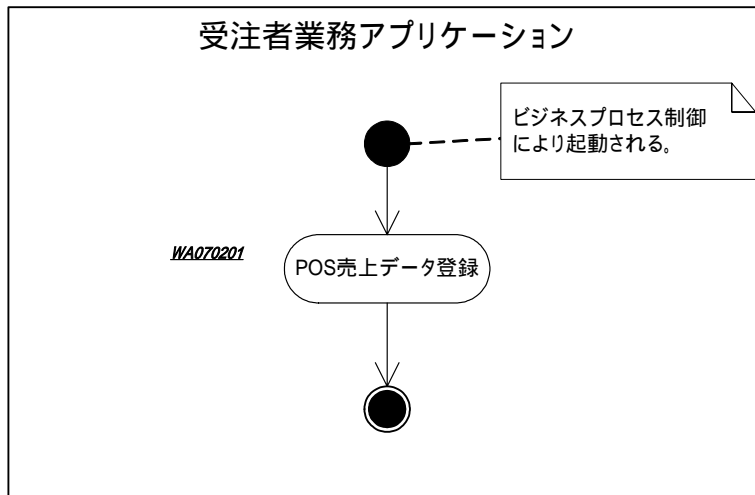 受注者業務アプリケーション
ビジネスプロセス制御
により起動される。
WA070201
POS売上データ登録